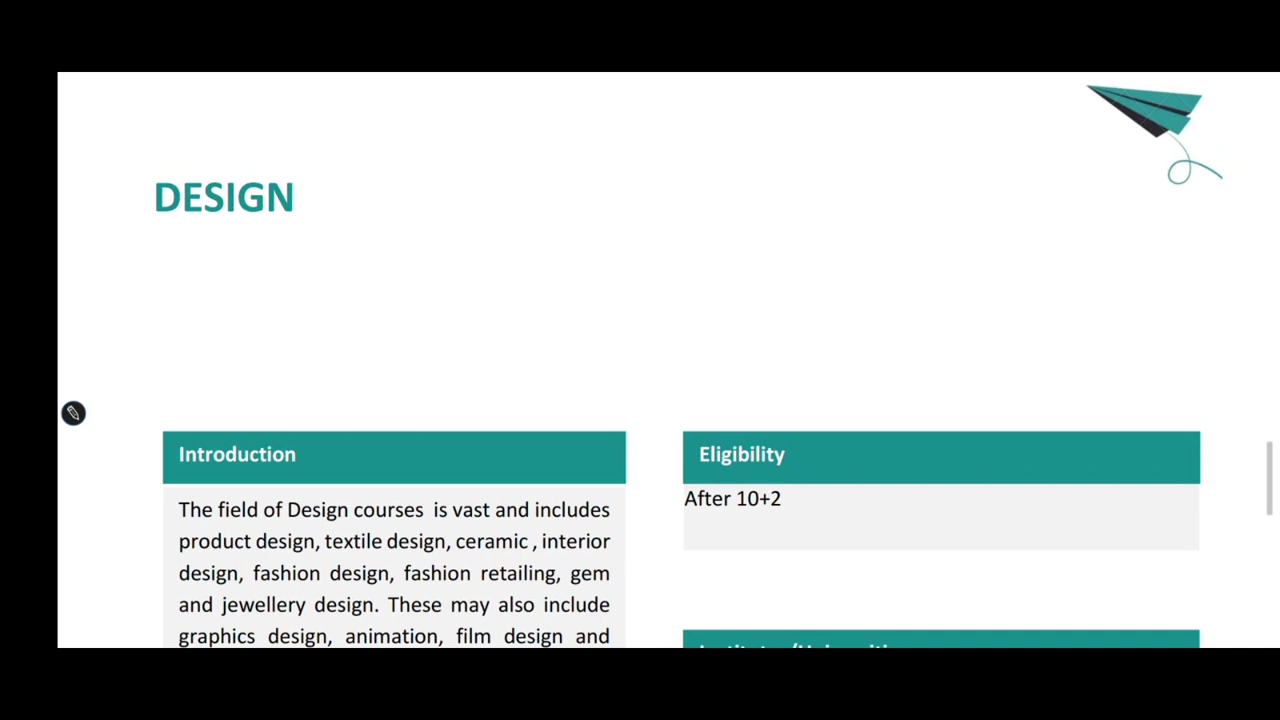 DESIGN
Introduction
The field of Design courses is vast and includes
product design, textile design, ceramic , interior
design, fashion design, fashion retailing, gem
and jewellery design. These may also include
graphics design, animation, film design and
Eligibility
After 10+2